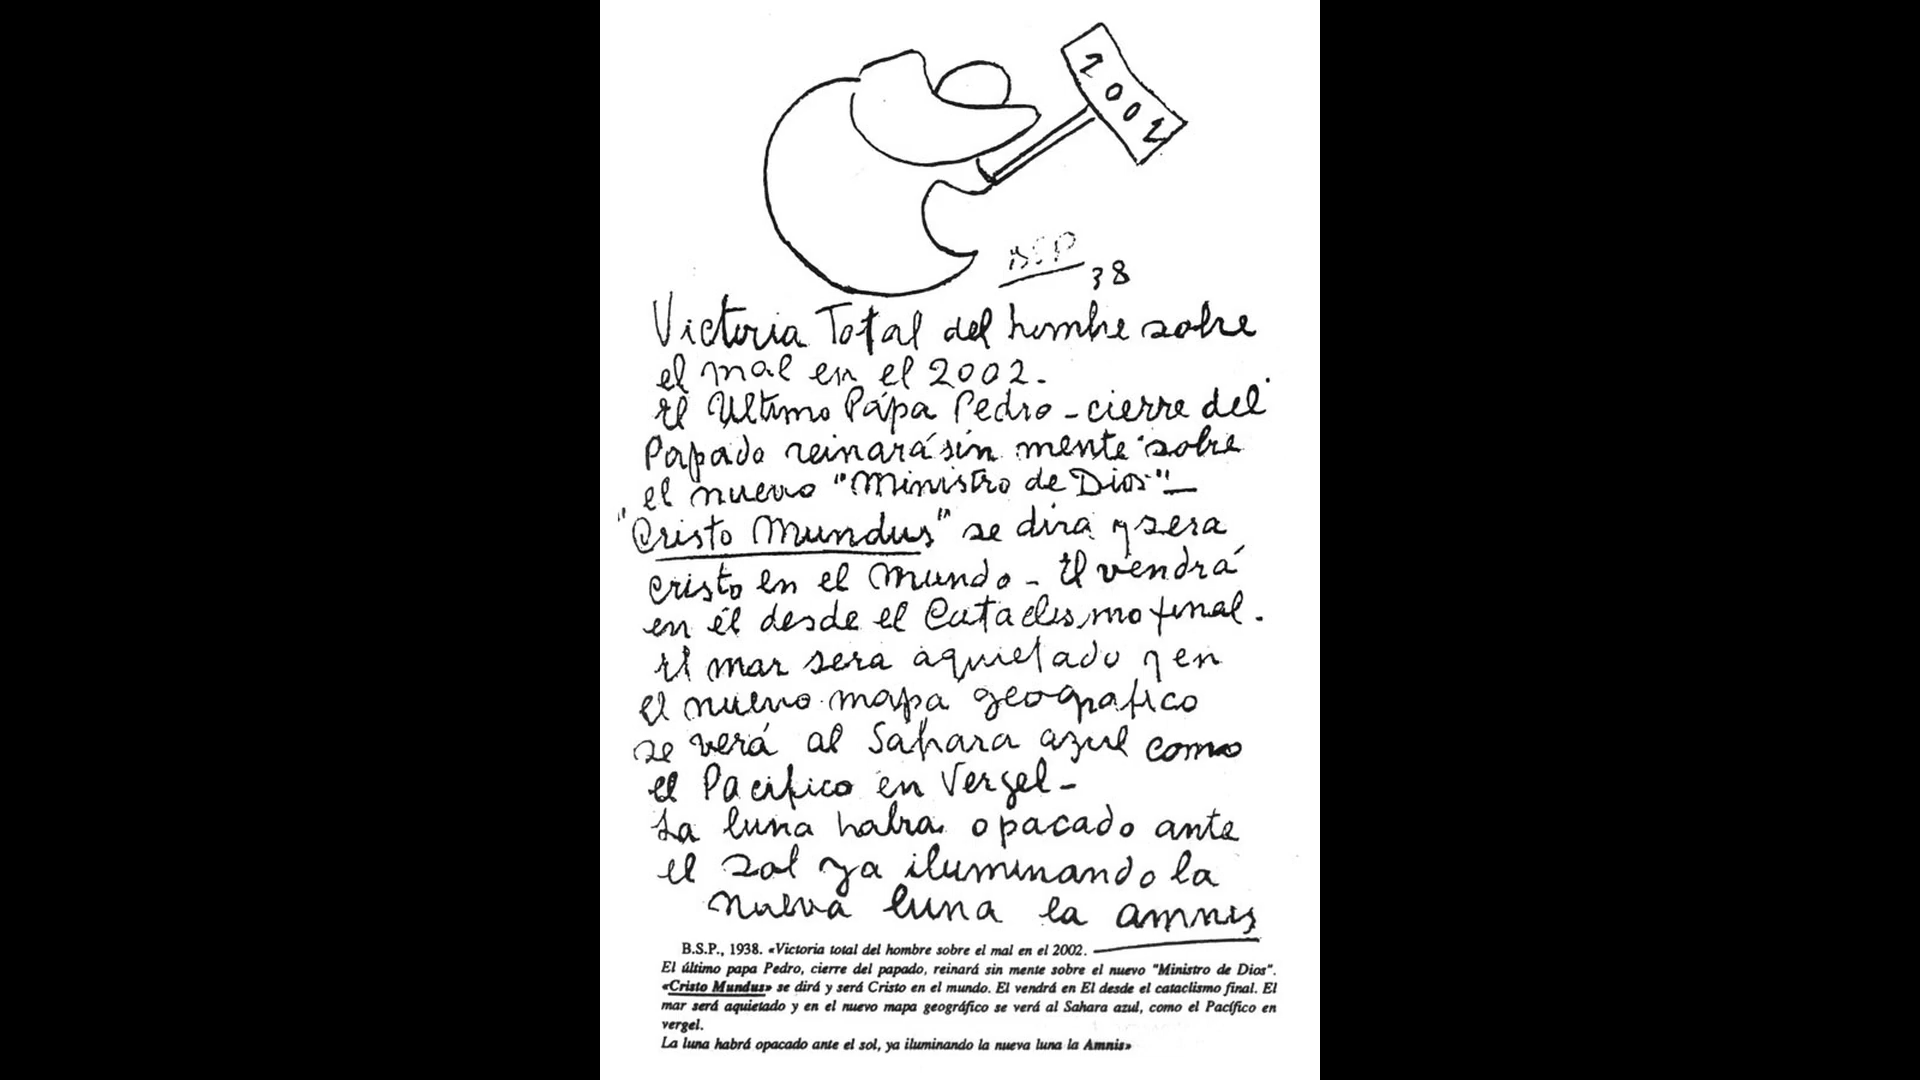 2002
BSP
38
Victoria Total del hombre sobre
el mal en el 2002.
El Ultimo Papa Pedro - cierre del
Papado reinará sin mente sobre
el nuevo "Ministro de Dios" -
"Cristo Mundus" se dira y sera
Cristo en el Mundo - El vendrá
en él desde el Cataclismo final.
El mar sera aquietado y en
el nuevo mapa geografico
se verá al Sahara azul como
el Pacifico en Vergel -
La luna habra opacado ante
el sol ya iluminando la
nueva luna la amnis
B.S.P., 1938. «Victoria total del hombre sobre el mal en el 2002.
El último papa Pedro, cierre del papado, reinará sin mente sobre el nuevo "Ministro de Dios".
«Cristo Mundus» se dirá y será Cristo en el mundo. El vendrá en El desde el cataclismo final. El
mar será aquietado y en el nuevo mapa geográfico se verá al Sahara azul, como el Pacífico en
vergel.
La luna habrá opacado ante el sol, ya iluminando la nueva luna la Amnis»